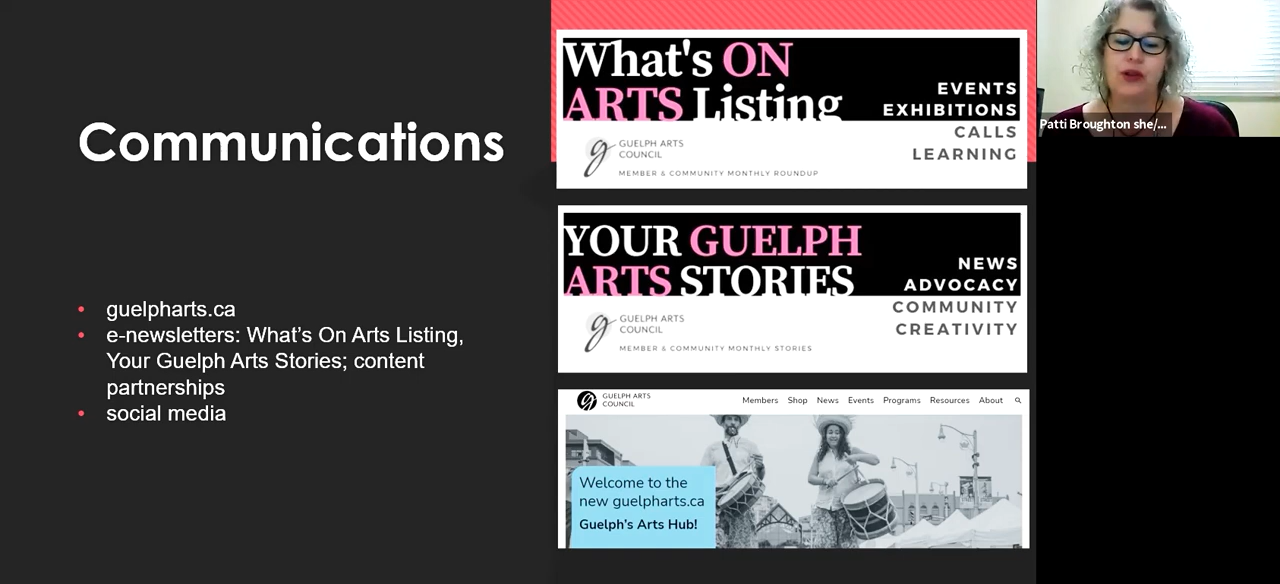 Communications
• guelpharts.ca
• e-newsletters: What's On Arts Listing,
Your Guelph Arts Stories; content
partnerships
• social media
What's ON
ARTS Listing
EVENTS
EXHIBITIONS
CALLS
LEARNING
g GUELPH ARTS
COUNCIL
MEMBER & COMMUNITY MONTHLY ROUNDUP
YOUR GUELPH
ARTS STORIES
NEWS
ADVOCACY
COMMUNITY
CREATIVITY
g GUELPH ARTS
COUNCIL
MEMBER & COMMUNITY MONTHLY STORIES
g GUELPH ARTS
COUNCIL
Members Shop News Events Programs Resources About
Welcome to the
new guelpharts.ca
Guelph's Arts Hub!
Patti Broughton she/...